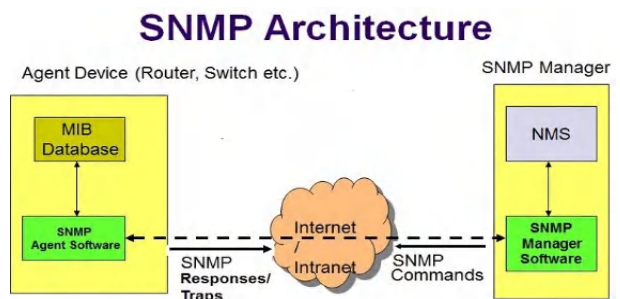 SNMP Architecture
Agent Device (Router, Switch etc.)
SNMP Manager
MIB
Database
NMS
SNMP
Agent Software
Internet
/
Intranet
SNMP
Manager
Software
SNMP
Responses/
Traps
SNMP
Commands